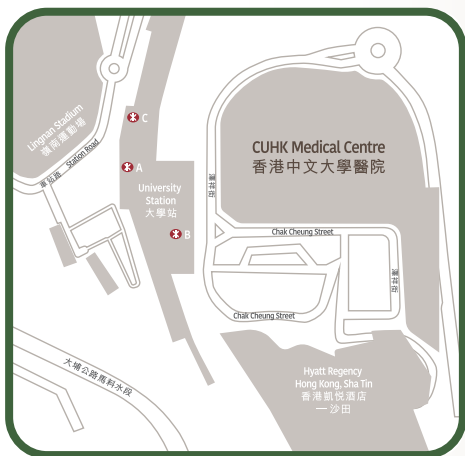 Lingnan Stadium
嶺南運動場
車站路 Station Road
C
A
University
Station
大學站
B
澤祥街
CUHK Medical Centre
香港中文大學醫院
Chak Cheung Street
澤祥街
Chak Cheung Street
大埔公路馬料水段
Hyatt Regency
Hong Kong, Sha Tin
香港凱悅酒店
一 沙田